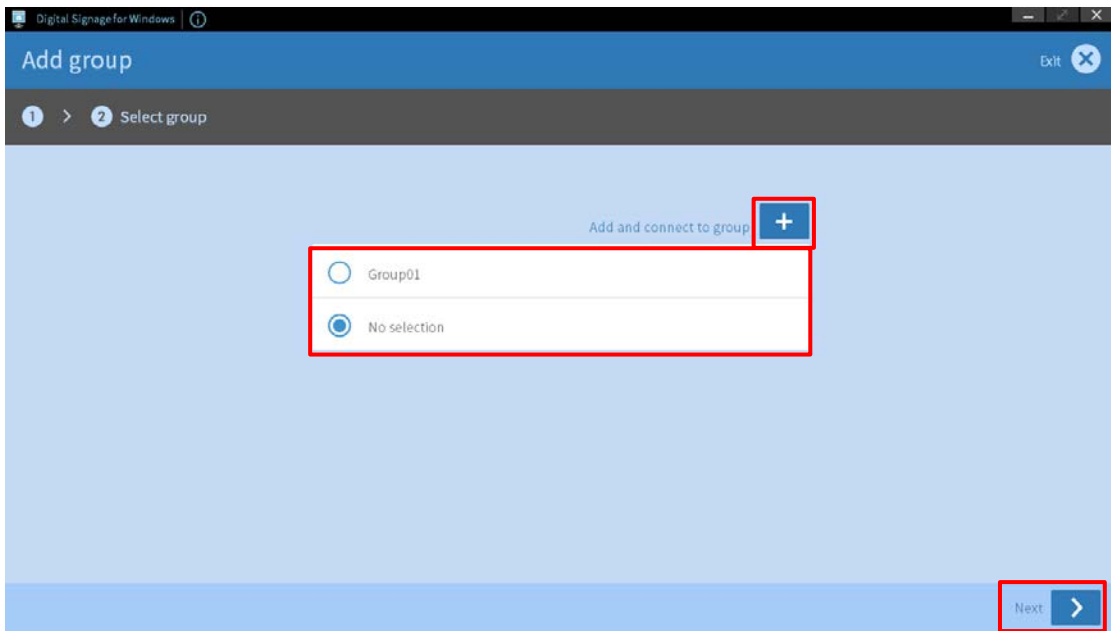 Digital Signage for Windows
Add group
Exit
1 > 2 Select group
Add and connect to group +
Group01
No selection
Next >